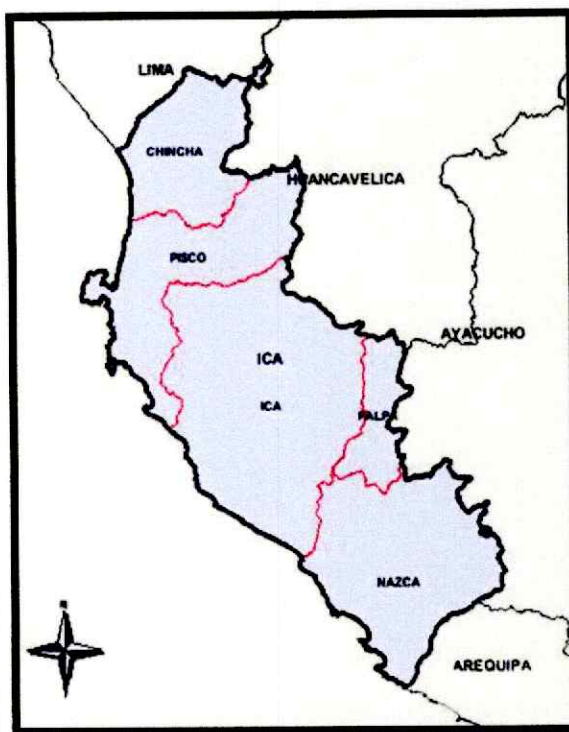 LIMA
CHINCHA
HUANCAVELICA
PISCO
AYACUCHO
ICA
ICA
PALPA
NAZCA
N
AREQUIPA